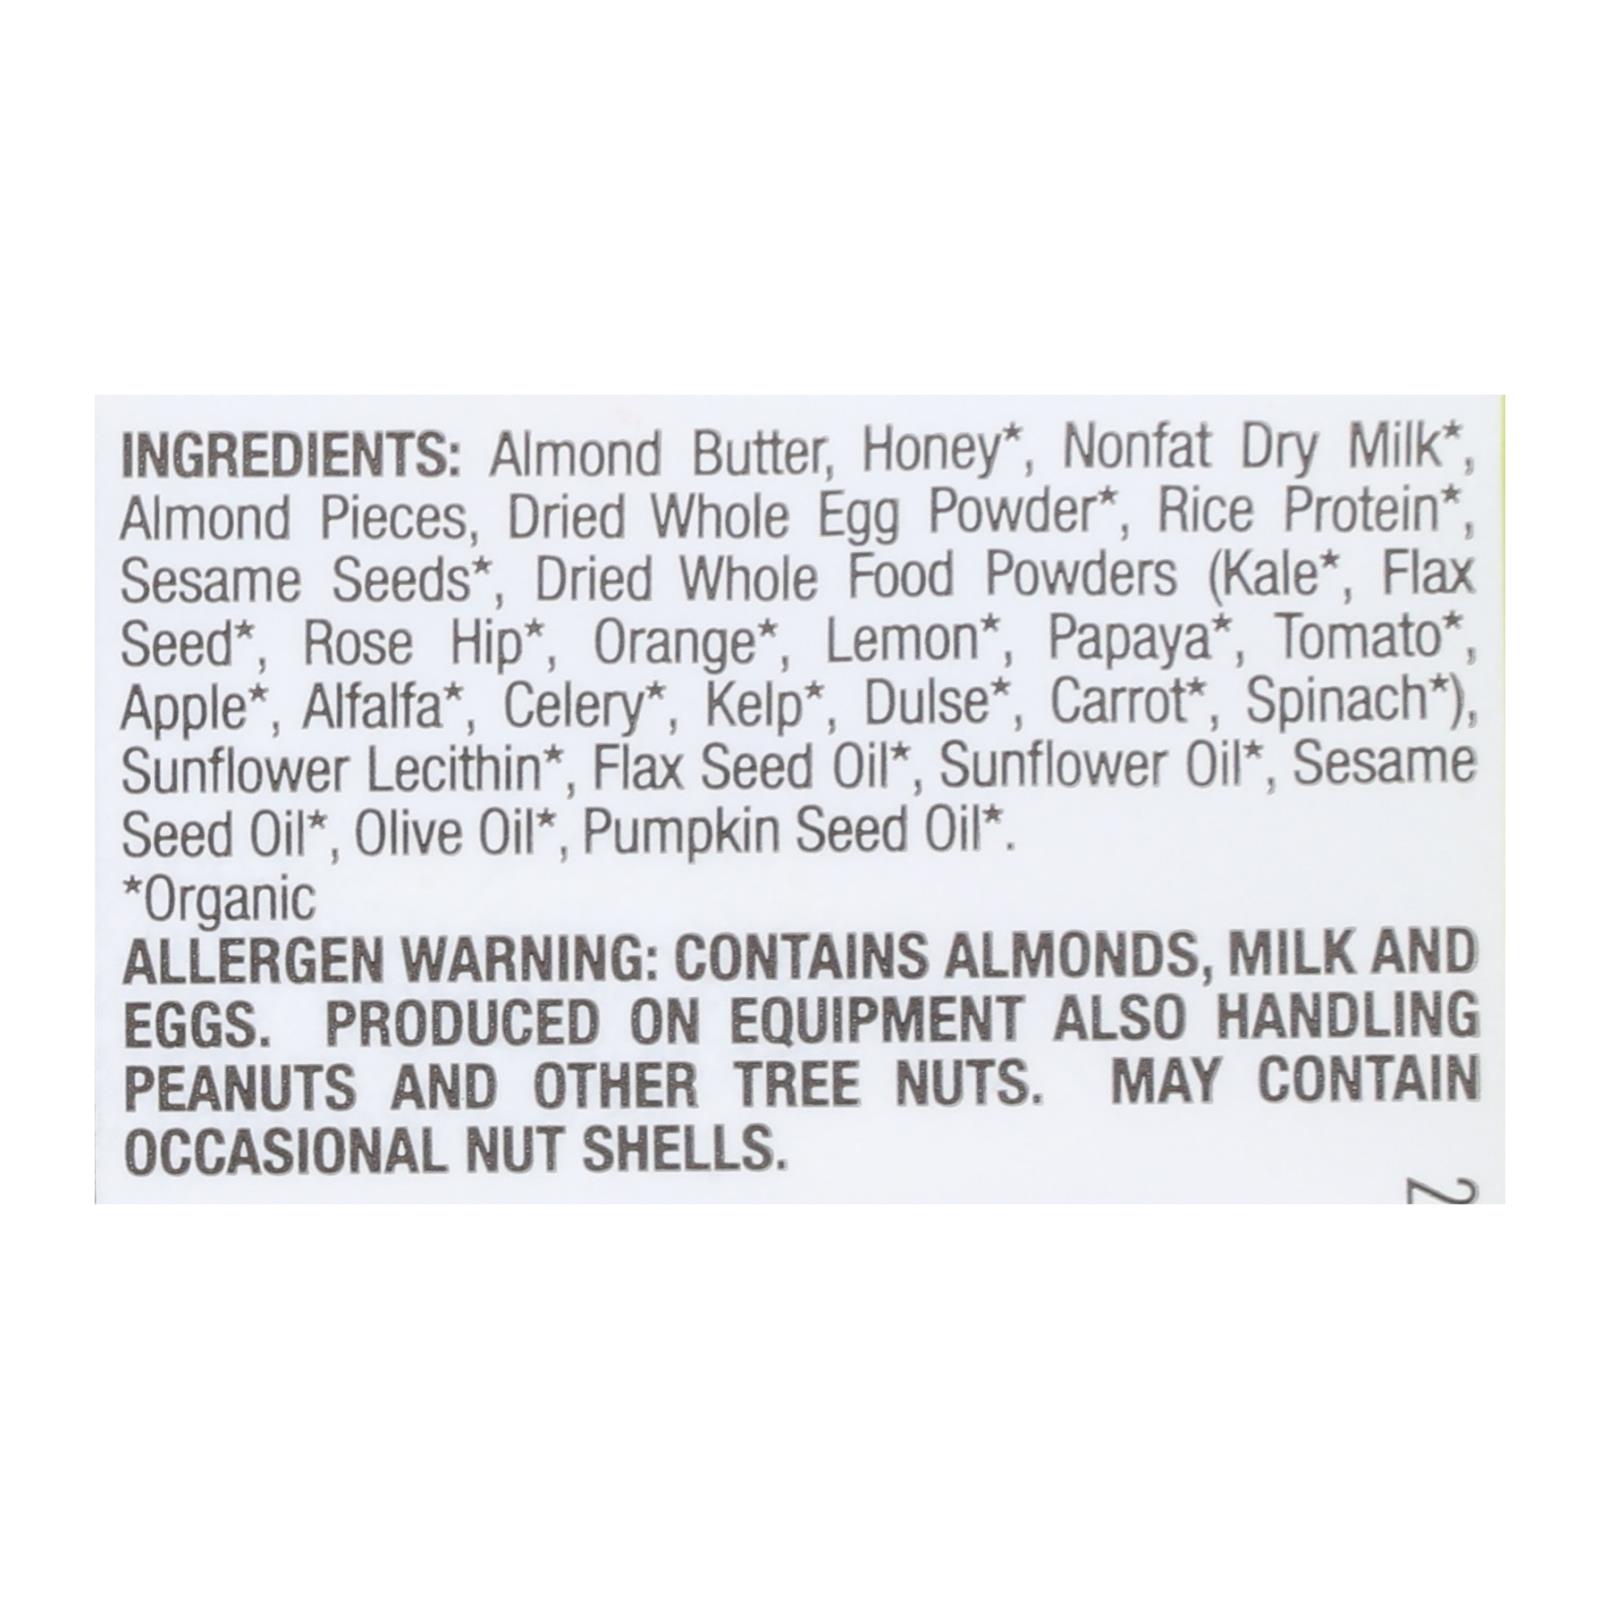 INGREDIENTS: Almond Butter, Honey*, Nonfat Dry Milk*,
Almond Pieces, Dried Whole Egg Powder*, Rice Protein*,
Sesame Seeds*, Dried Whole Food Powders (Kale*, Flax
Seed*, Rose Hip*, Orange*, Lemon*, Papaya*, Tomato*,
Apple*, Alfalfa*, Celery*, Kelp*, Dulse*, Carrot*, Spinach*),
Sunflower Lecithin*, Flax Seed Oil*, Sunflower Oil*, Sesame
Seed Oil*, Olive Oil*, Pumpkin Seed Oil*.
*Organic
ALLERGEN WARNING: CONTAINS ALMONDS, MILK AND
EGGS. PRODUCED ON EQUIPMENT ALSO HANDLING
PEANUTS AND OTHER TREE NUTS. MAY CONTAIN
OCCASIONAL NUT SHELLS.
2